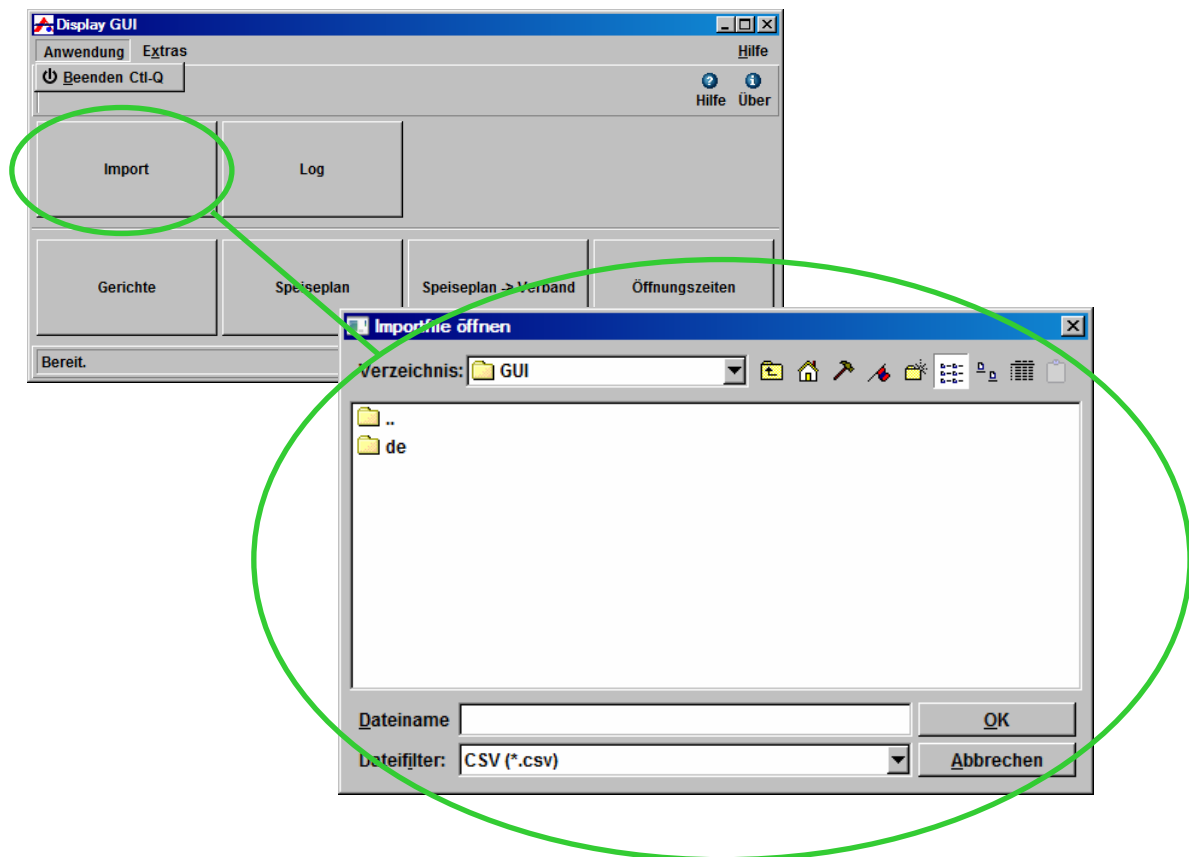 Display GUI
Anwendung Extras Hilfe
Beenden Ctl-Q
Hilfe Über
Import Log
Gerichte Speiseplan Speiseplan -> Verband Öffnungszeiten
Bereit.
Importfile öffnen
Verzeichnis: GUI
..
de
Dateiname OK
Dateifilter: CSV (*.csv) Abbrechen